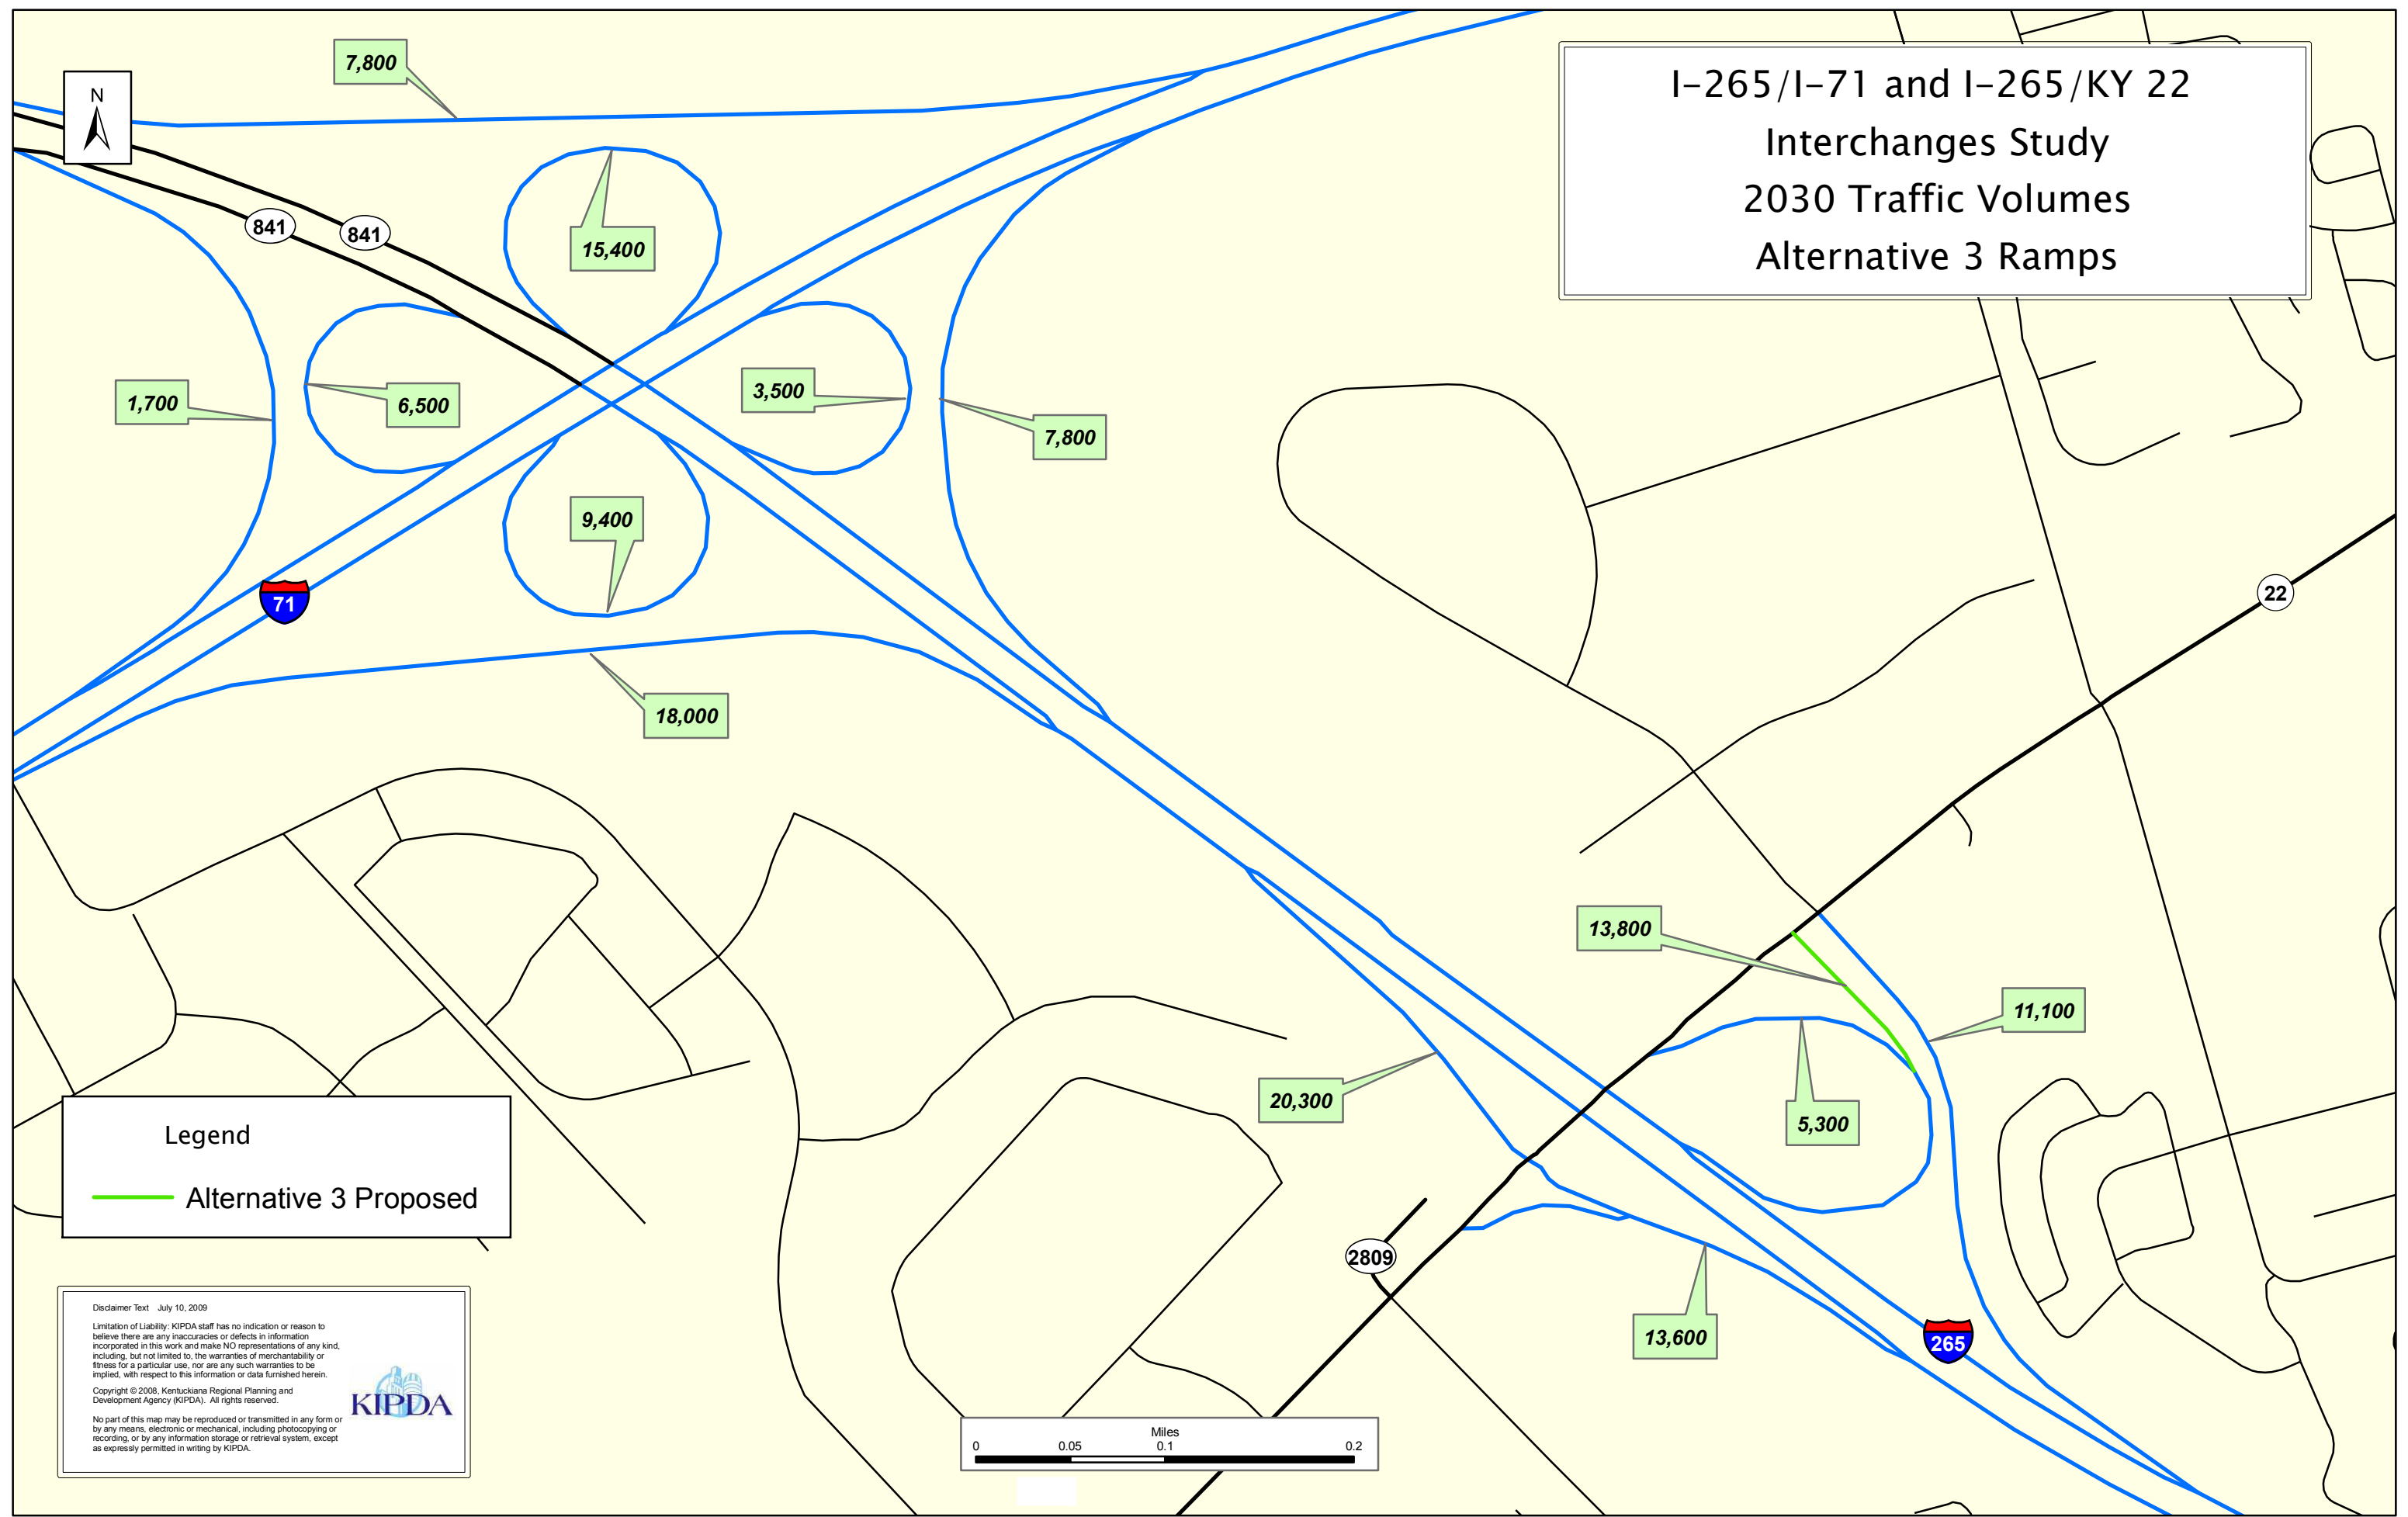 I-265/I-71 and I-265/KY 22
Interchanges Study
2030 Traffic Volumes
Alternative 3 Ramps
7,800
N
841
841
15,400
1,700
6,500
3,500
7,800
9,400
71
18,000
22
13,800
11,100
20,300
5,300
2809
13,600
265
Legend
Alternative 3 Proposed
Disclaimer Text July 10, 2009
Limitation of Liability: KIPDA staff has no indication or reason to
believe there are any inaccuracies or defects in information
incorporated in this work and make NO representations of any kind,
including, but not limited to, the warranties of merchantability or
fitness for a particular use, nor are any such warranties to be
implied, with respect to this information or data furnished herein.
Copyright © 2008, Kentuckiana Regional Planning and
Development Agency (KIPDA). All rights reserved.
No part of this map may be reproduced or transmitted in any form or
by any means, electronic or mechanical, including photocopying or
recording, or by any information storage or retrieval system, except
as expressly permitted in writing by KIPDA.
KIPDA
Miles
0 0.05 0.1 0.2